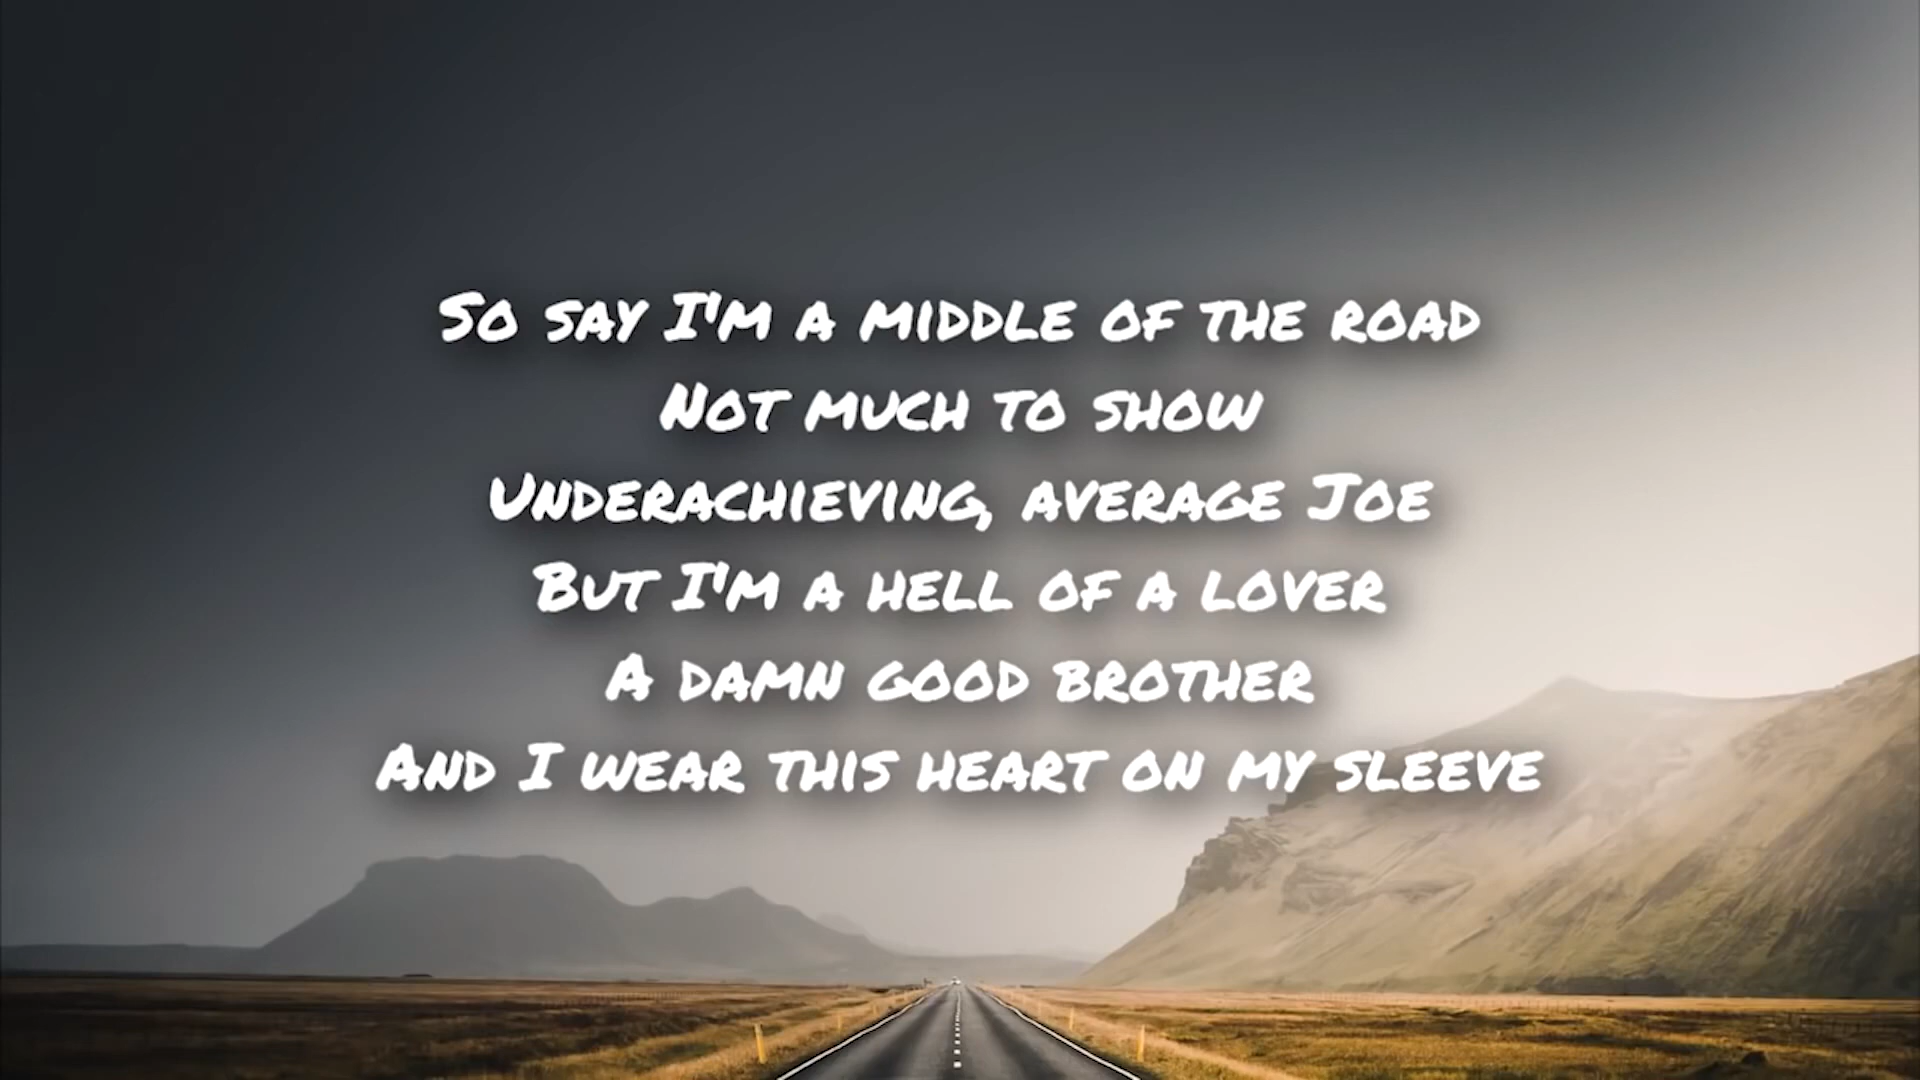 So say I'm a middle of the road
Not much to show
Underachieving, average Joe
But I'm a hell of a lover
A damn good brother
And I wear this heart on my sleeve